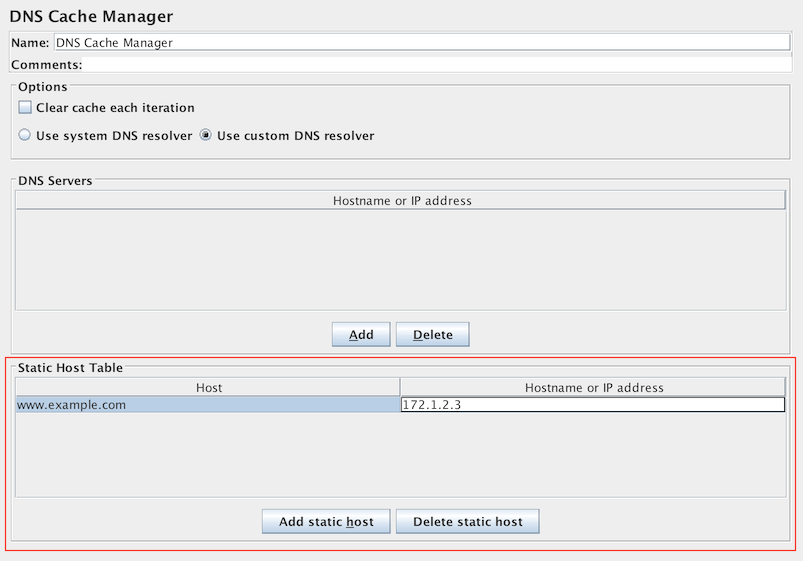 DNS Cache Manager
Name: DNS Cache Manager
Comments:
Options
Clear cache each iteration
Use system DNS resolver Use custom DNS resolver
DNS Servers
Hostname or IP address
Add Delete
Static Host Table
Host Hostname or IP address
www.example.com 172.1.2.3
Add static host Delete static host